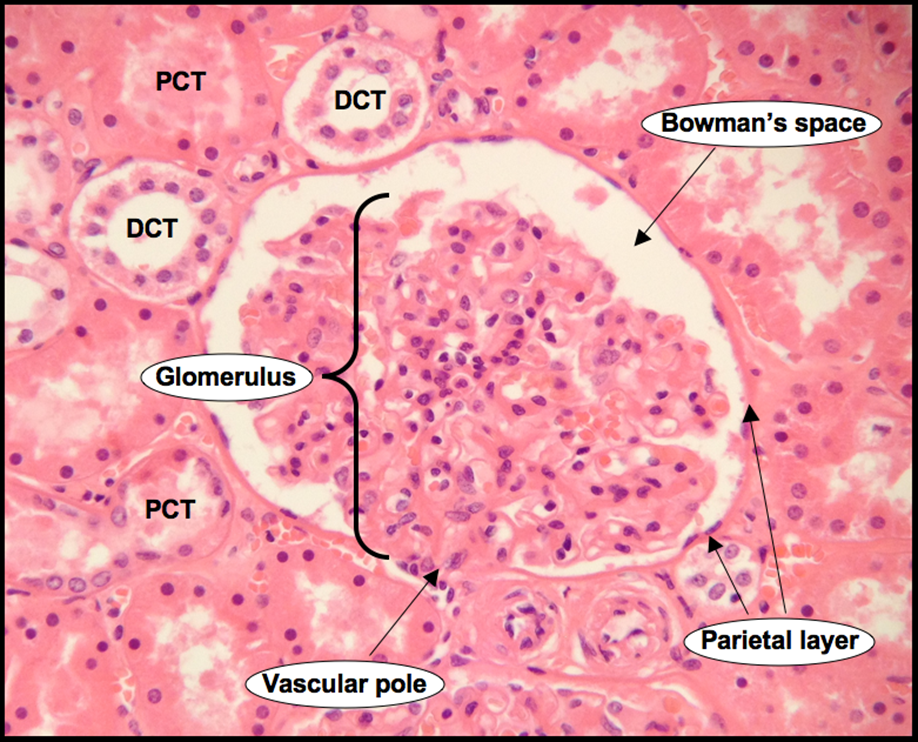 PCT
DCT
Bowman's space
DCT
Glomerulus
PCT
Parietal layer
Vascular pole